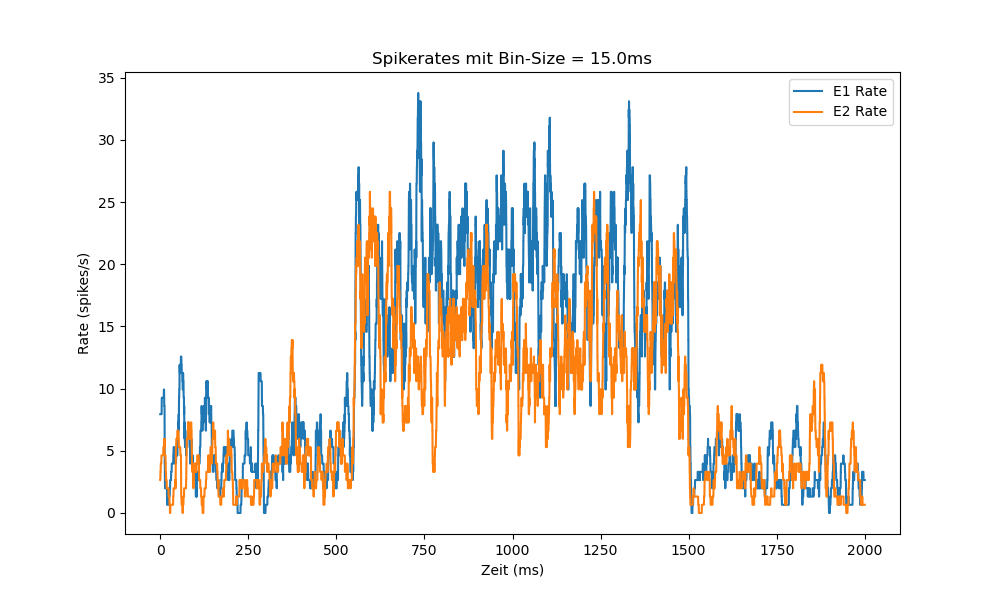 Spikerates mit Bin-Size = 15.0ms
E1 Rate
E2 Rate
Rate (spikes/s)
35
30
25
20
15
10
5
0
0 250 500 750 1000 1250 1500 1750 2000
Zeit (ms)